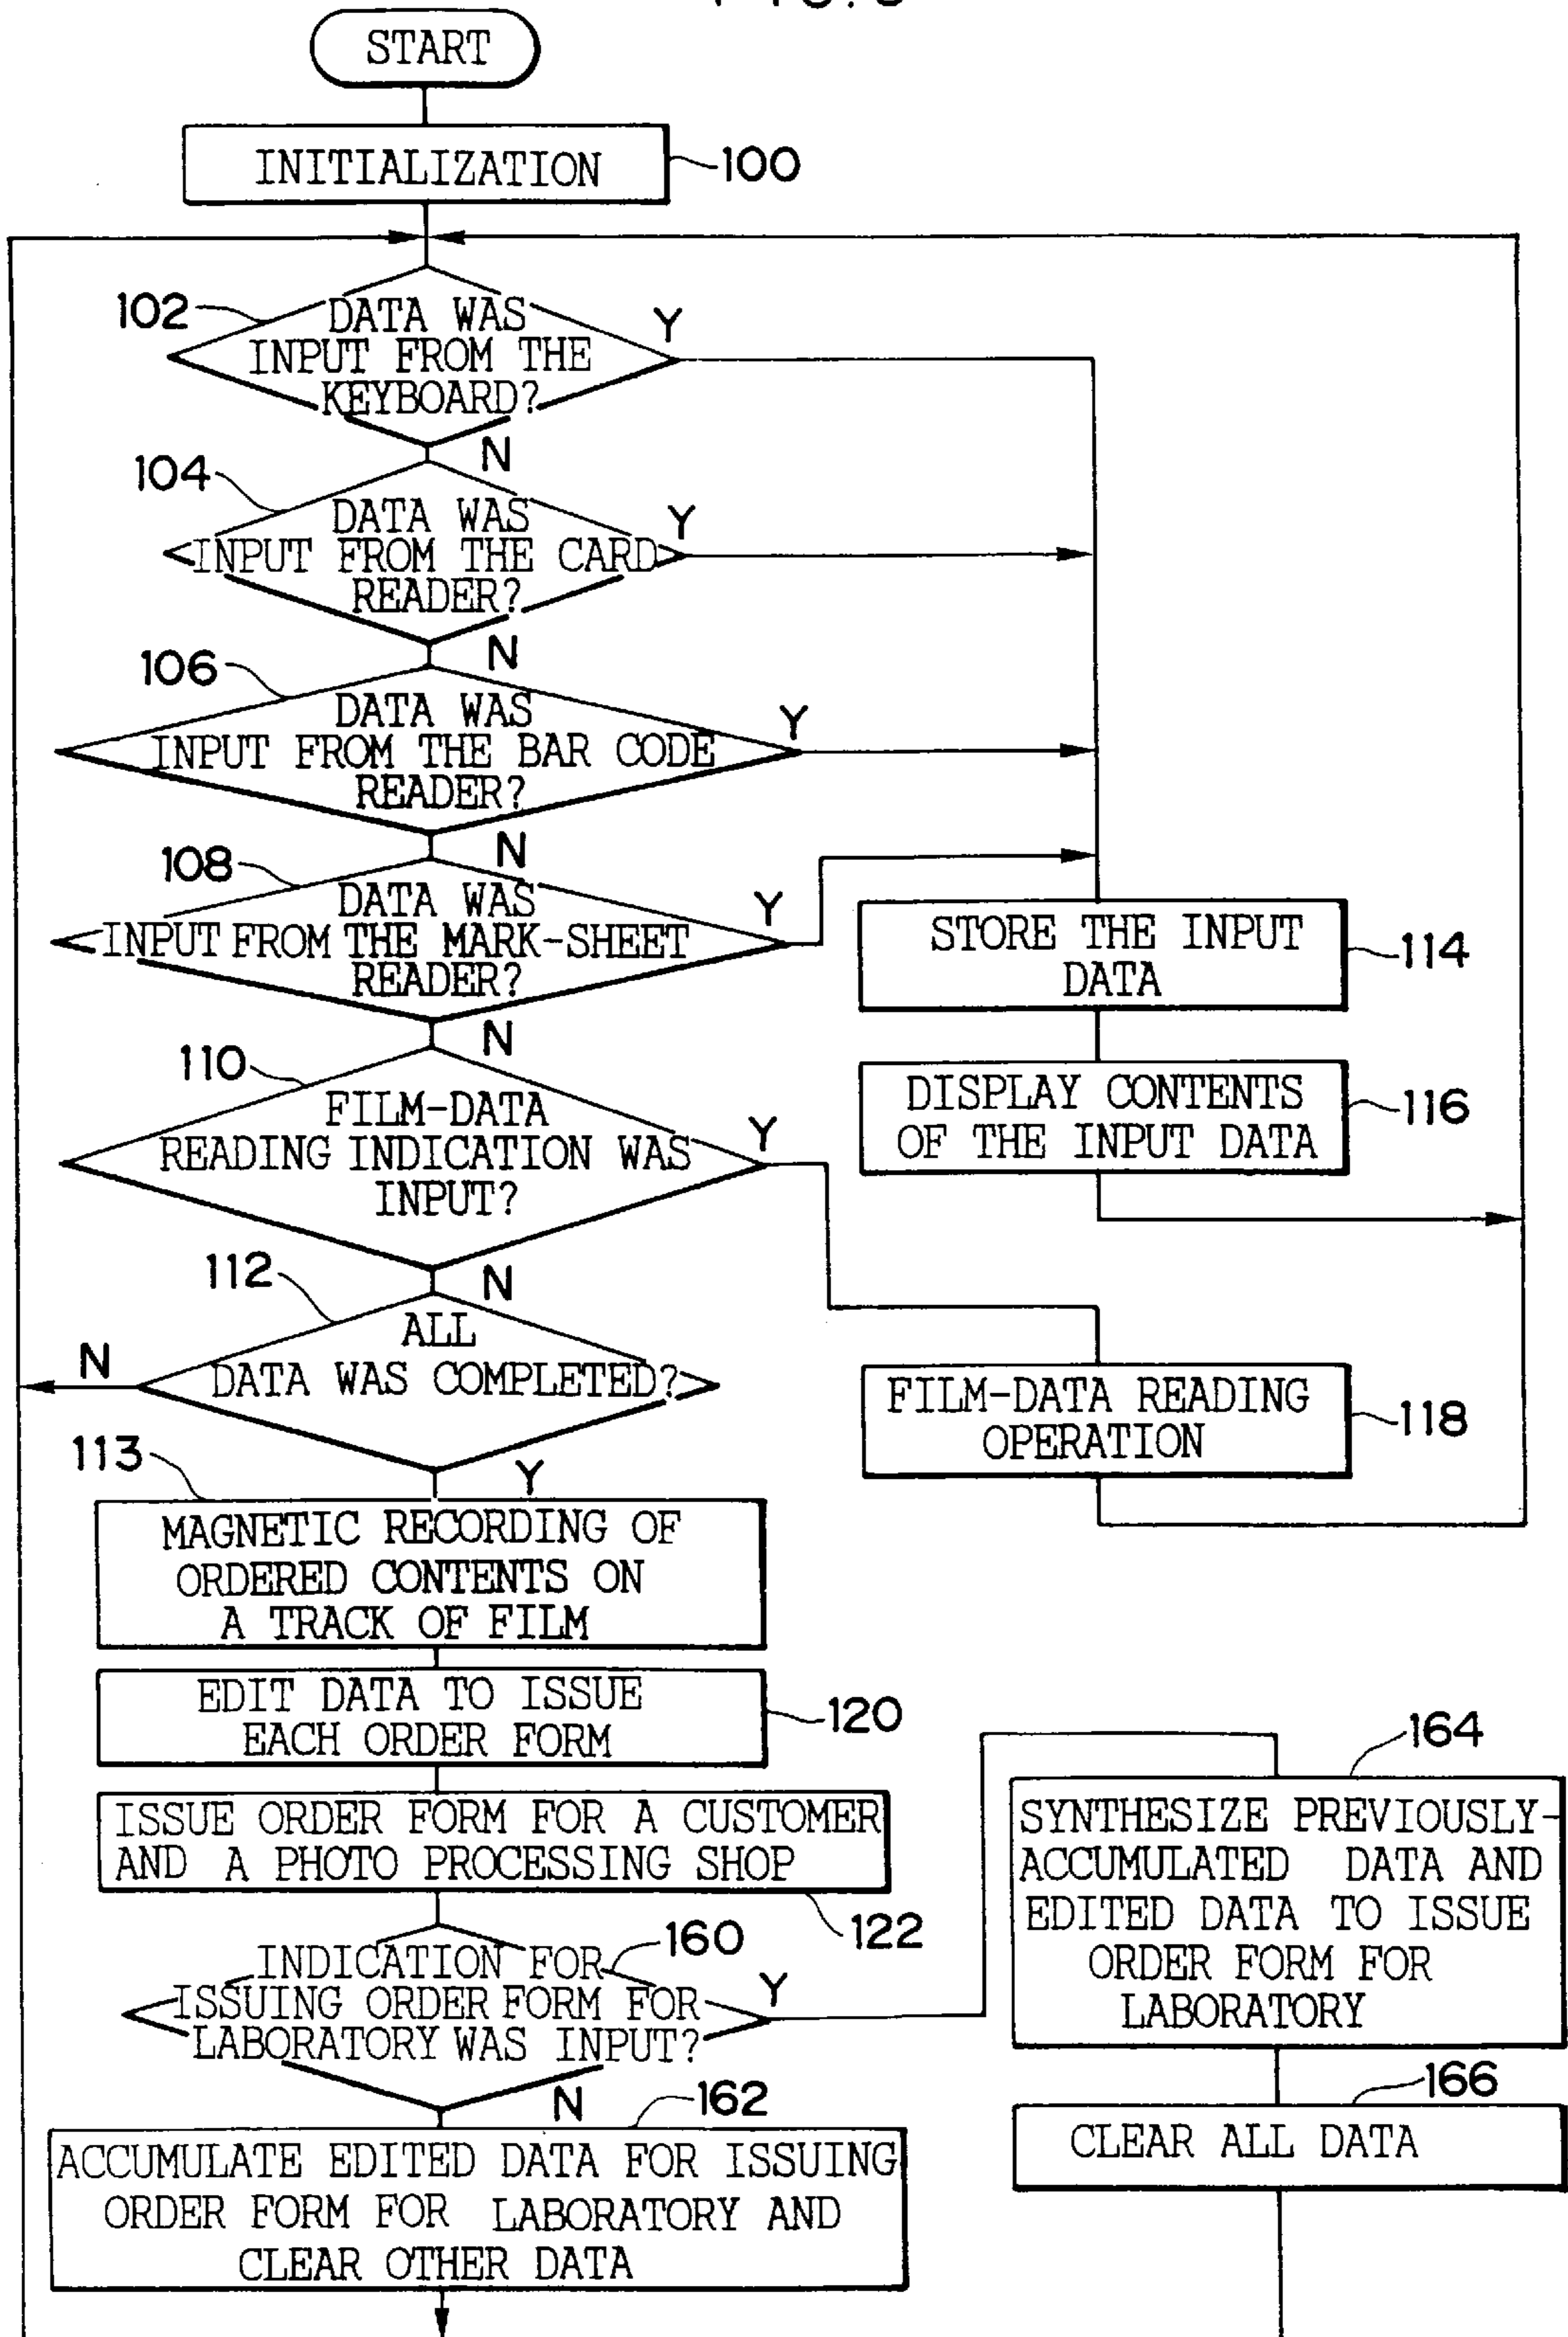 START
INITIALIZATION
100
102
DATA WAS
INPUT FROM THE
KEYBOARD?
Y
N
104
DATA WAS
INPUT FROM THE CARD
READER?
Y
N
106
DATA WAS
INPUT FROM THE BAR CODE
READER?
Y
N
108
DATA WAS
INPUT FROM THE MARK-SHEET
READER?
Y
N
STORE THE INPUT
DATA
114
DISPLAY CONTENTS
OF THE INPUT DATA
116
110
FILM-DATA
READING INDICATION WAS
INPUT?
Y
N
112
ALL
DATA WAS COMPLETED?
N
Y
FILM-DATA READING
OPERATION
118
113
MAGNETIC RECORDING OF
ORDERED CONTENTS ON
A TRACK OF FILM
EDIT DATA TO ISSUE
EACH ORDER FORM
120
ISSUE ORDER FORM FOR A CUSTOMER
AND A PHOTO PROCESSING SHOP
122
INDICATION FOR
ISSUING ORDER FORM FOR
LABORATORY WAS INPUT?
160
Y
N
164
SYNTHESIZE PREVIOUSLY-
ACCUMULATED DATA AND
EDITED DATA TO ISSUE
ORDER FORM FOR
LABORATORY
166
CLEAR ALL DATA
162
ACCUMULATE EDITED DATA FOR ISSUING
ORDER FORM FOR LABORATORY AND
CLEAR OTHER DATA